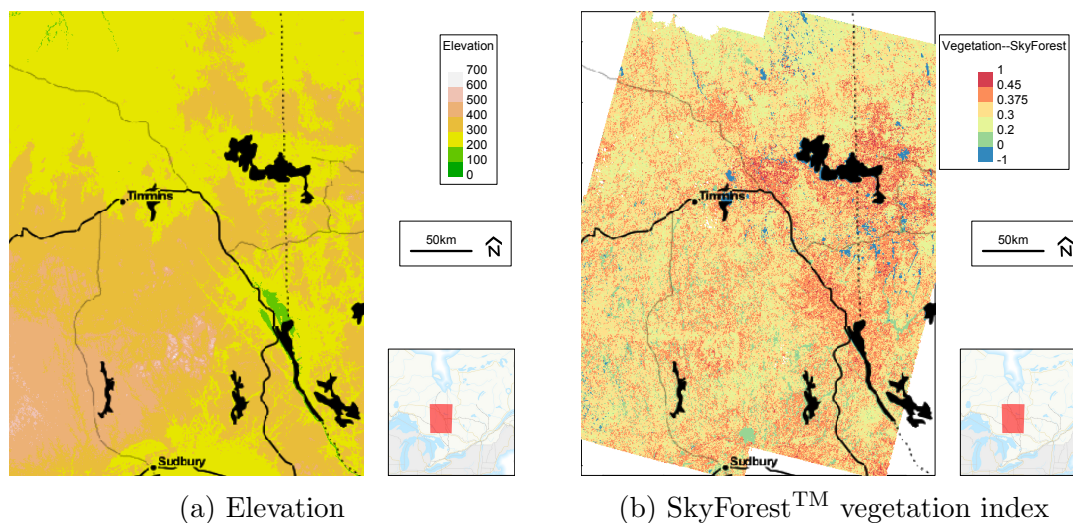 Elevation
700
600
500
400
300
200
100
0
Timmins
50km
N
Sudbury
(a) Elevation
Vegetation--SkyForest
1
0.45
0.375
0.3
0.2
0
-1
Timmins
50km
N
Sudbury
(b) SkyForest™ vegetation index